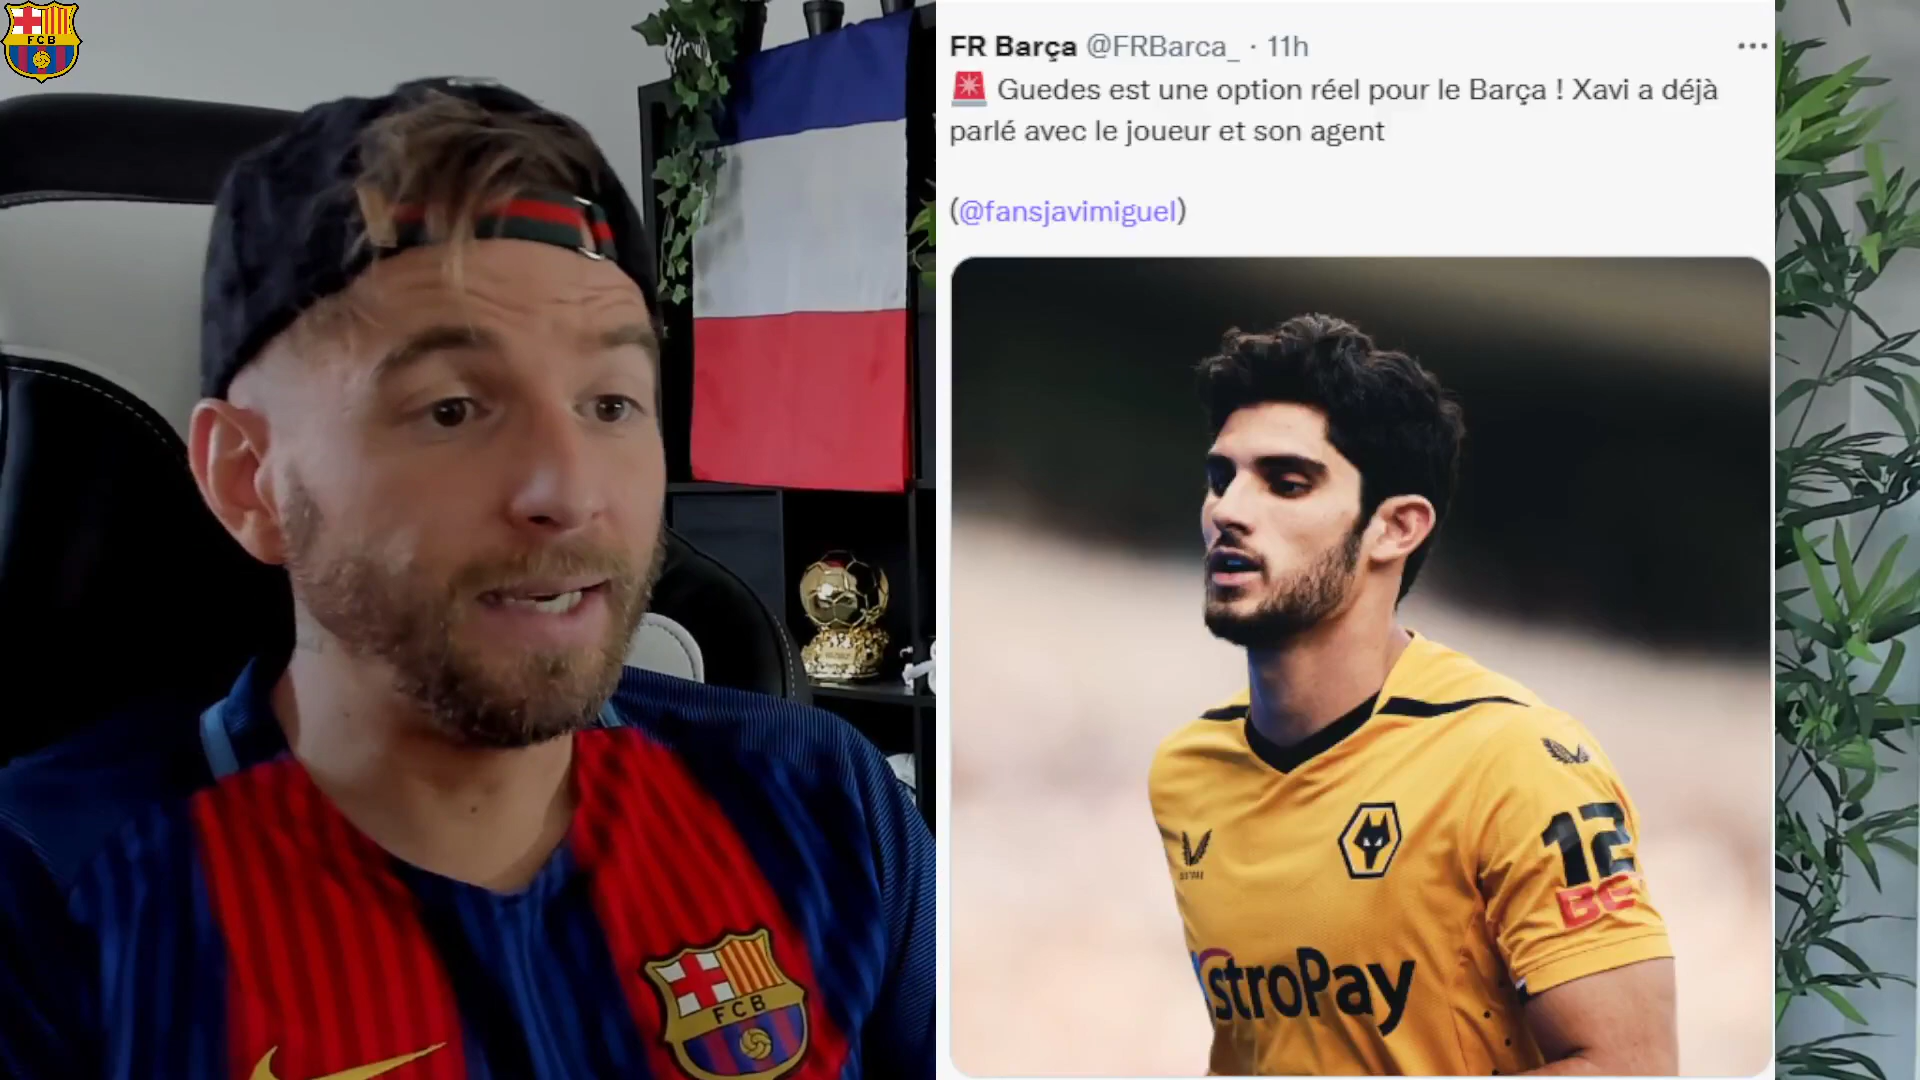 FCB
FR Barça @FRBarca_ · 11h
🚨 Guedes est une option réel pour le Barça ! Xavi a déjà
parlé avec le joueur et son agent
(@fansjavimiguel)
12
BE
stroPay
FCB